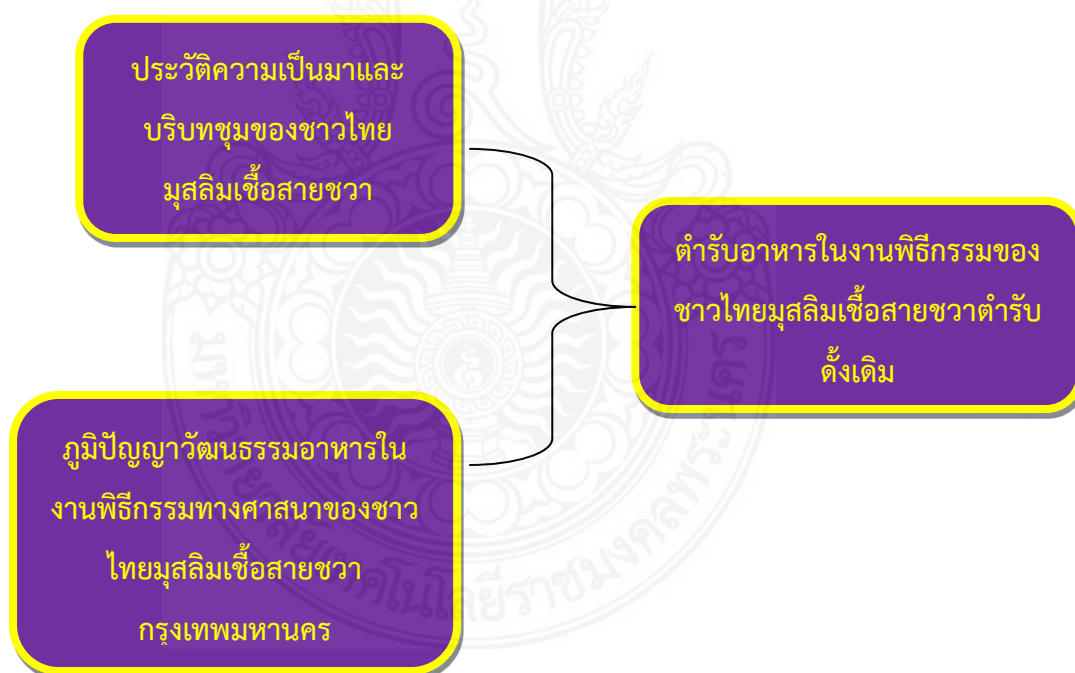 ประวัติความเป็นมาและ
บริบทชุมของชาวไทย
มุสลิมเชื้อสายชวา
ตำรับอาหารในงานพิธีกรรมของ
ชาวไทยมุสลิมเชื้อสายชวาตำรับ
ดั้งเดิม
ภูมิปัญญาวัฒนธรรมอาหารใน
งานพิธีกรรมทางศาสนาของชาว
ไทยมุสลิมเชื้อสายชวา
กรุงเทพมหานคร